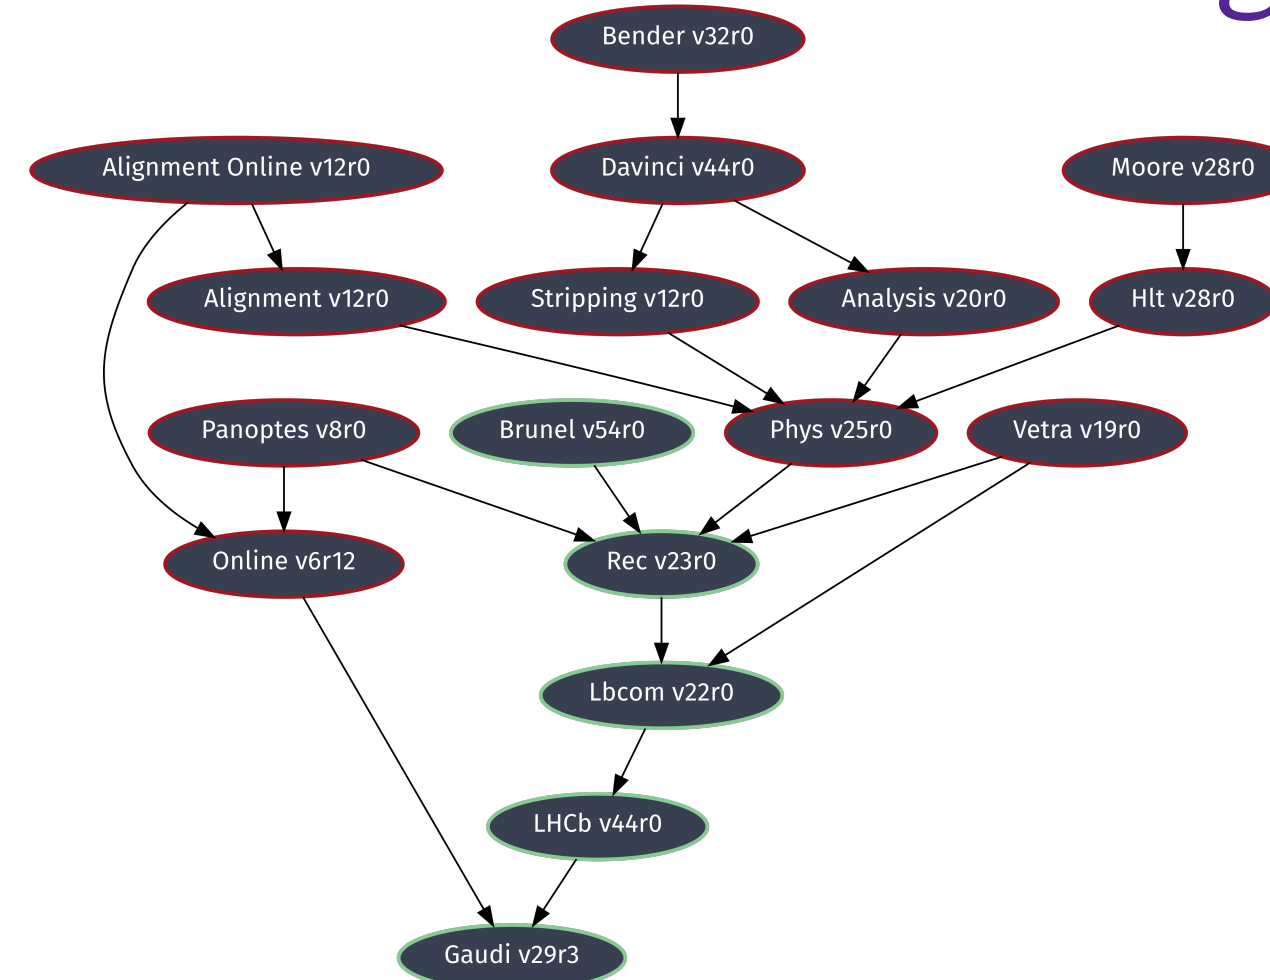 Bender v32r0
Alignment Online v12r0
Davinci v44r0
Moore v28r0
Alignment v12r0
Stripping v12r0
Analysis v20r0
Hlt v28r0
Panoptes v8r0
Brunel v54r0
Phys v25r0
Vetra v19r0
Online v6r12
Rec v23r0
Lbcom v22r0
LHCb v44r0
Gaudi v29r3